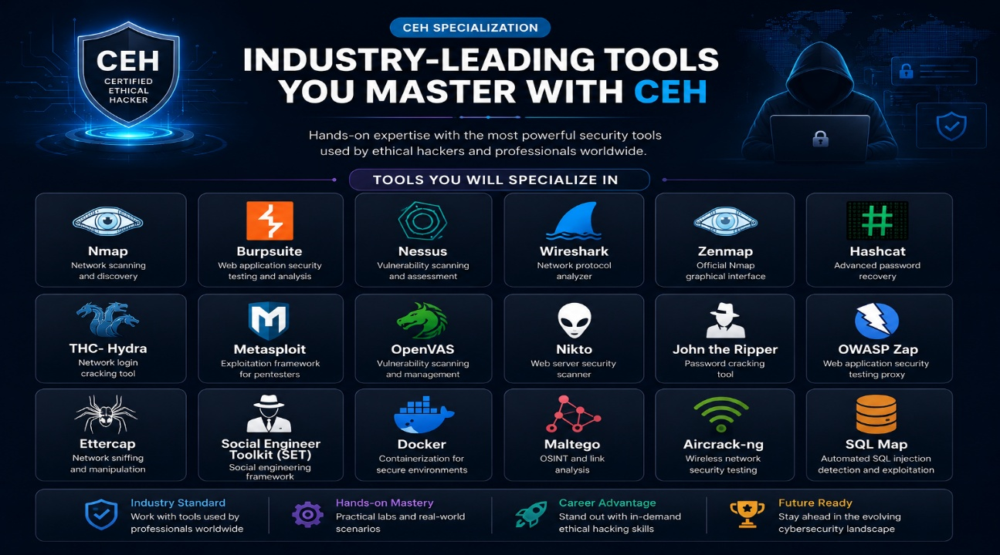 CEH
CERTIFIED
ETHICAL
HACKER
CEH SPECIALIZATION
INDUSTRY-LEADING TOOLS
YOU MASTER WITH CEH
Hands-on expertise with the most powerful security tools
used by ethical hackers and professionals worldwide.
TOOLS YOU WILL SPECIALIZE IN
Nmap
Network scanning
and discovery
Burpsuite
Web application security
testing and analysis
Nessus
Vulnerability scanning
and assessment
Wireshark
Network protocol
analyzer
Zenmap
Official Nmap
graphical interface
#
Hashcat
Advanced password
recovery
THC- Hydra
Network login
cracking tool
M
Metasploit
Exploitation framework
for pentesters
OpenVAS
Vulnerability scanning
and management
Nikto
Web server security
scanner
John the Ripper
Password cracking
tool
OWASP Zap
Web application security
testing proxy
Ettercap
Network sniffing
and manipulation
Social Engineer
Toolkit (SET)
Social engineering
framework
Docker
Containerization for
secure environments
Maltego
OSINT and link
analysis
Aircrack-ng
Wireless network
security testing
SQL Map
Automated SQL injection
detection and exploitation
Industry Standard
Work with tools used by
professionals worldwide
Hands-on Mastery
Practical labs and real-world
scenarios
Career Advantage
Stand out with in-demand
ethical hacking skills
Future Ready
Stay ahead in the evolving
cybersecurity landscape